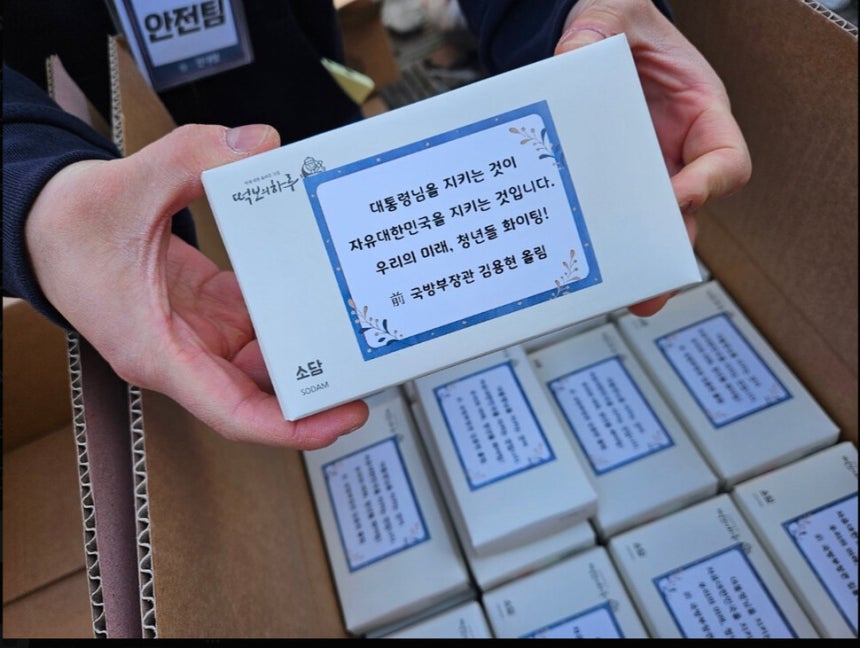 안전팀
떡보의하루
대통령님을 지키는 것이
자유대한민국을 지키는 것입니다.
우리의 미래, 청년들 화이팅!
前 국방부장관 김용현 올림
소담
SODAM